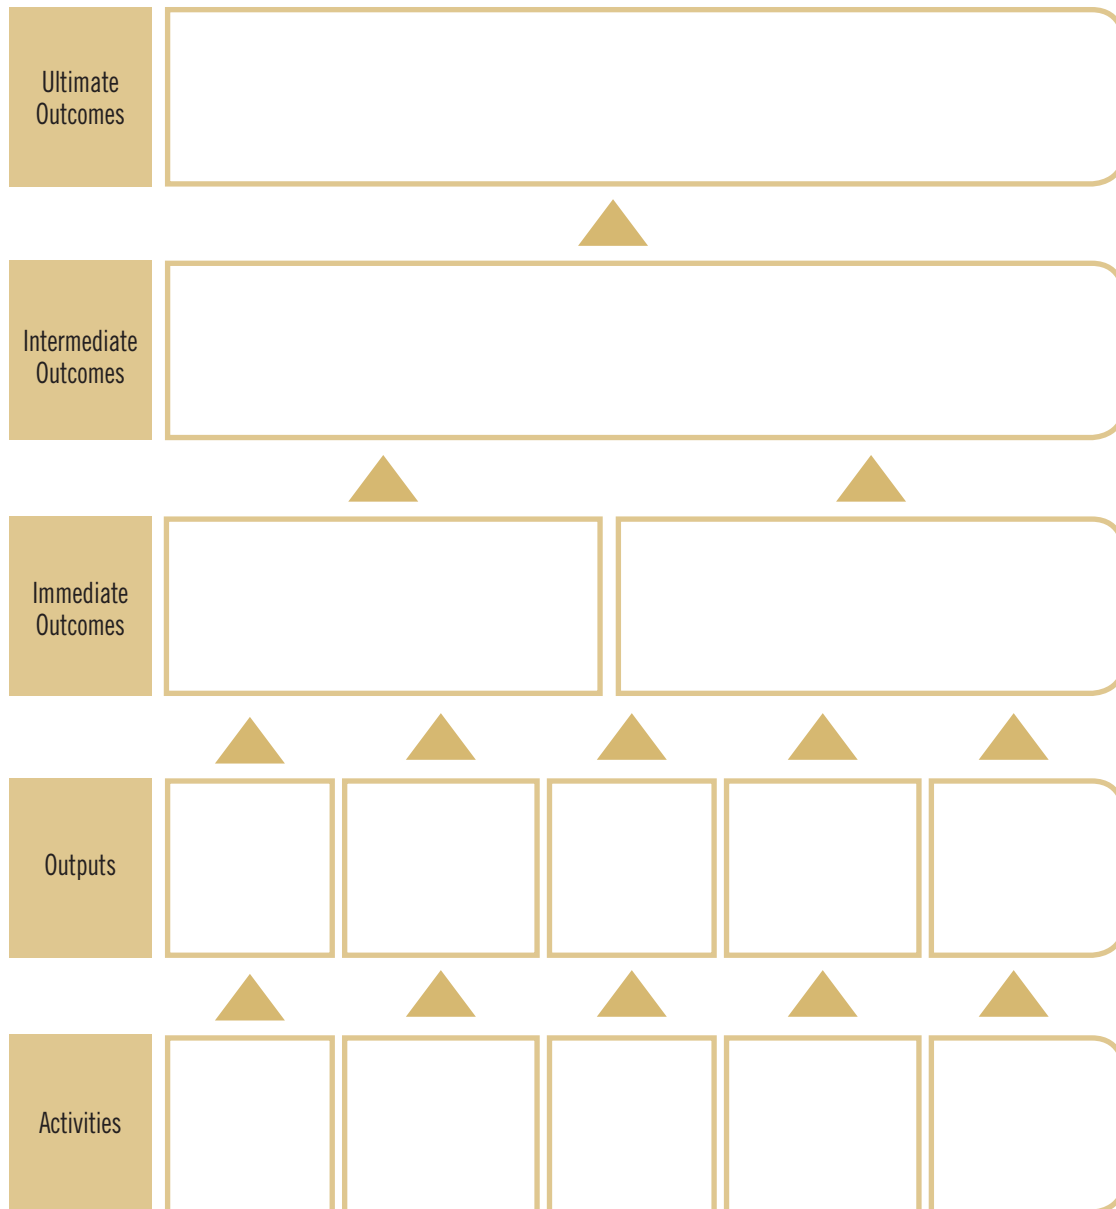 Ultimate
Outcomes
Intermediate
Outcomes
Immediate
Outcomes
Outputs
Activities